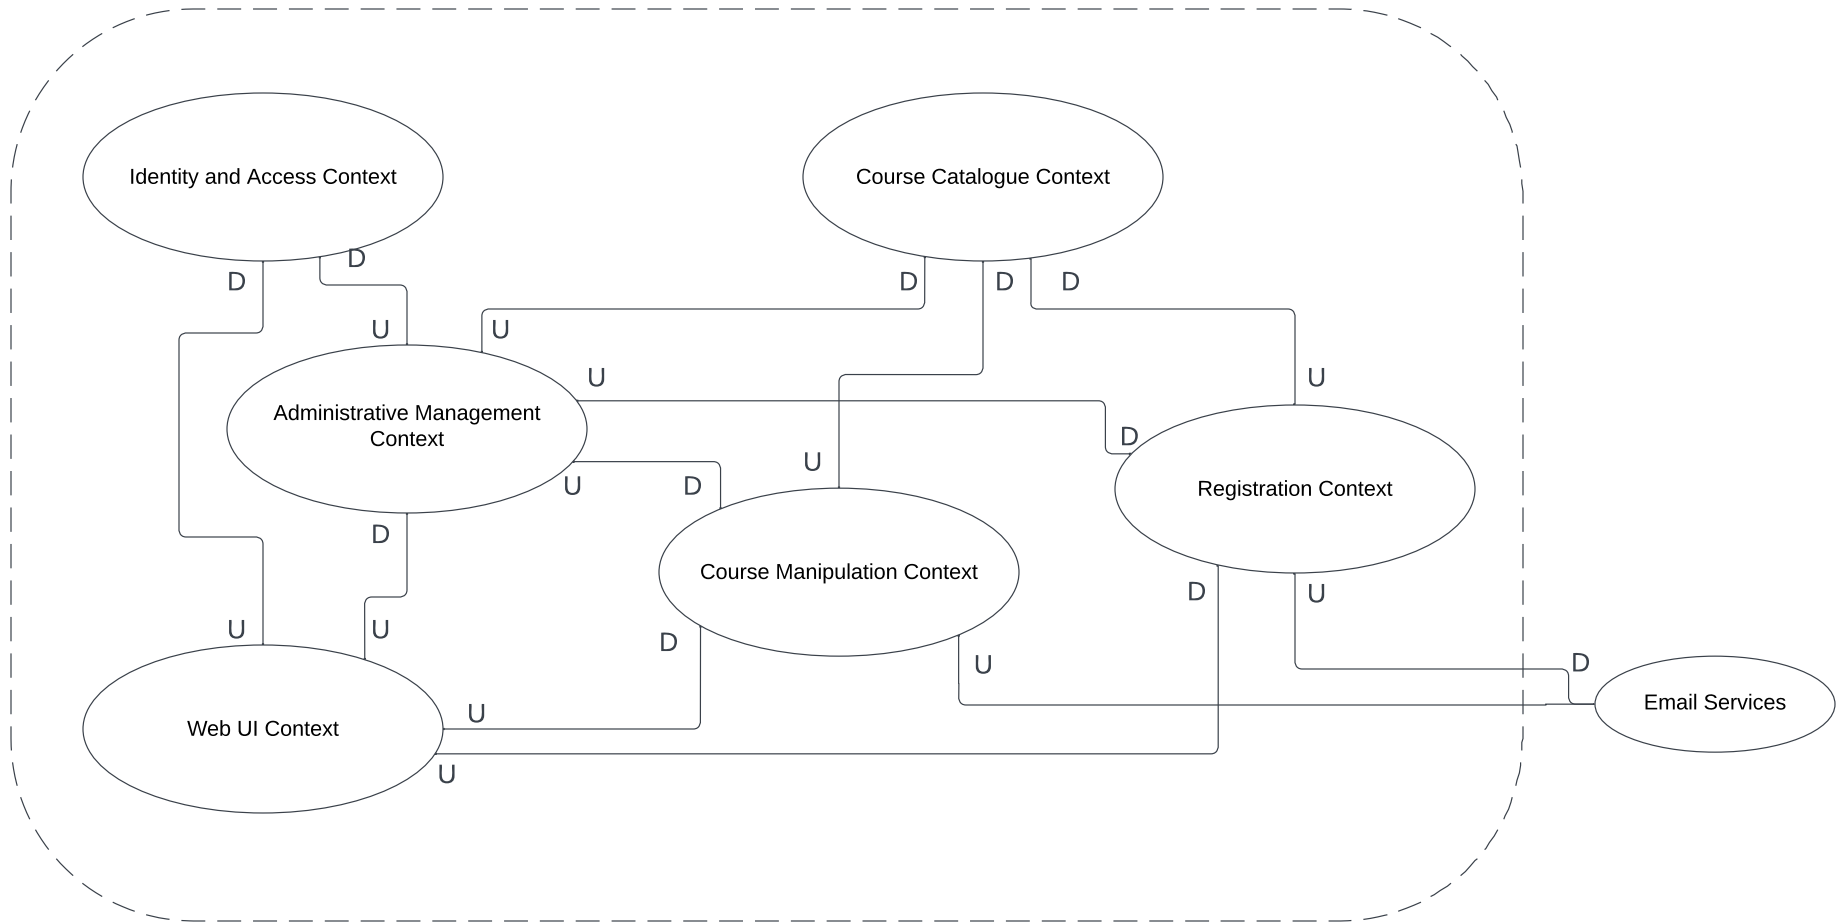 Identity and Access Context
Course Catalogue Context
D
D
D
D
D
U
U
U
U
Administrative Management
Context
D
U
U
D
Registration Context
D
Course Manipulation Context
D
U
U
U
D
U
D
Email Services
U
Web UI Context
U